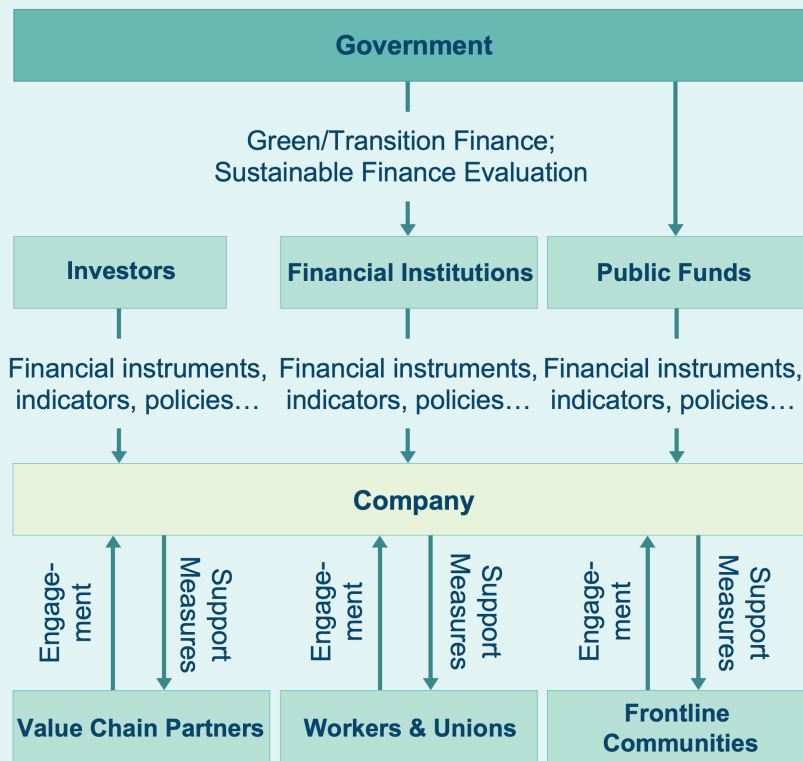 Government
Green/Transition Finance;
Sustainable Finance Evaluation
Investors
Financial Institutions
Public Funds
Financial instruments,
indicators, policies…
Financial instruments,
indicators, policies…
Financial instruments,
indicators, policies…
Company
Engage-
ment
Support
Measures
Engage-
ment
Support
Measures
Engage-
ment
Support
Measures
Value Chain Partners
Workers & Unions
Frontline
Communities